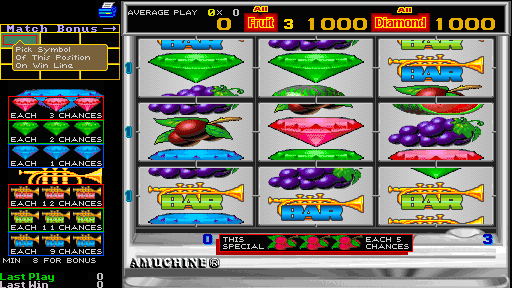 AVERAGE PLAY 0X 0
0 All Fruit 3 1000 All Diamond 1000
Match Bonus →
Pick Symbol
Of This Position
On Win Line
EACH 3 CHANCES
EACH 2 CHANCES
EACH 1 CHANCES
EACH 12 CHANCES
EACH 11 CHANCES
EACH 9 CHANCES
MIN 8 FOR BONUS
Last Play 0
Last Win 0
BAR
BAR
BAR
BAR
0 THIS SPECIAL EACH 5 CHANCES 3
AMUCHINE®